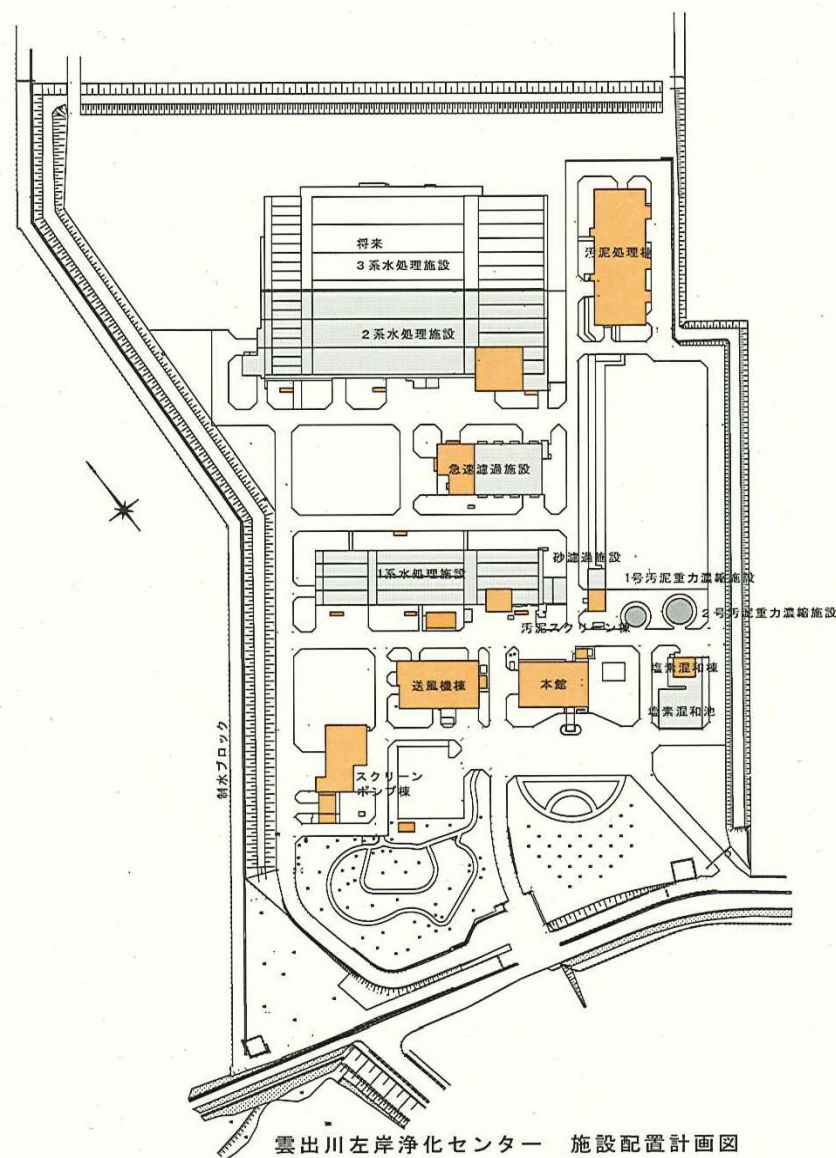 将来
3系水処理施設
汚泥処理棟
2系水処理施設
急速濾過施設
砂濾過施設
1系水処理施設
1号汚泥重力濃縮施設
2号汚泥重力濃縮施設
汚泥スクリーン棟
塩素混和棟
送風機棟
本館
塩素混和池
制水ブロック
スクリーン
ポンプ棟
雲出川左岸浄化センター 施設配置計画図